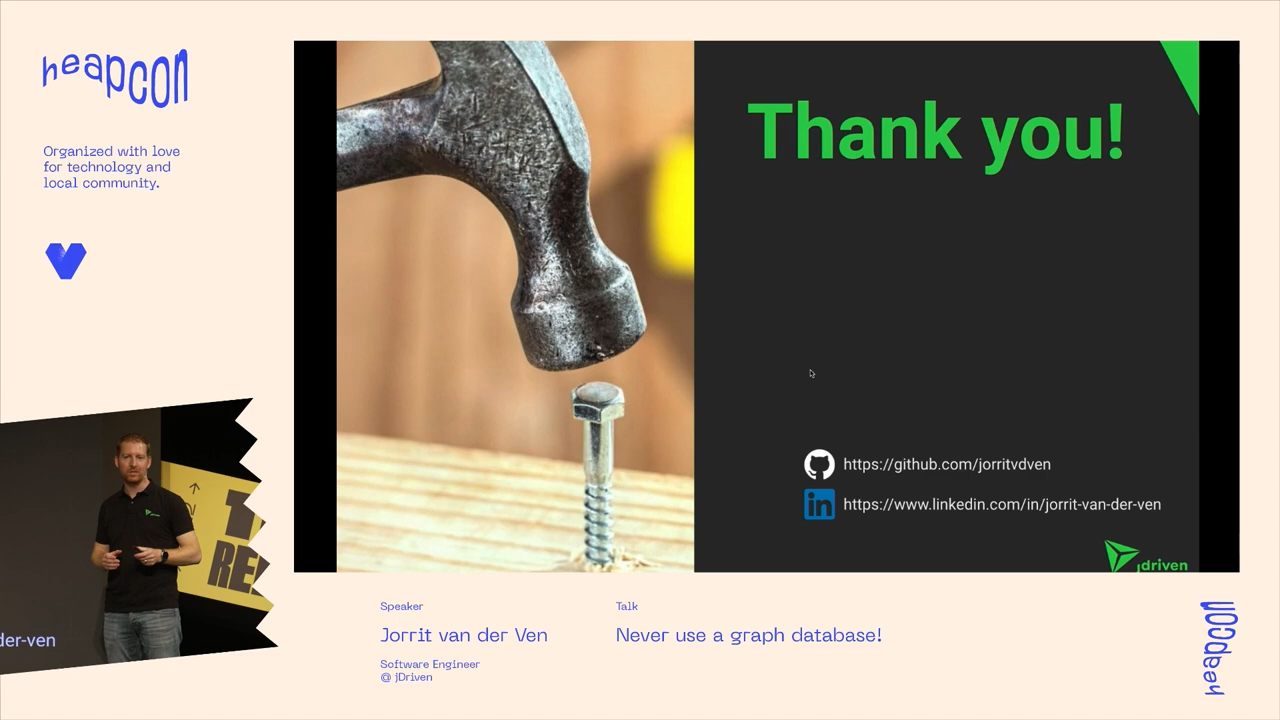 heapcon
Organized with love
for technology and
local community.
Thank you!
https://github.com/jorritvdven
https://www.linkedin.com/in/jorrit-van-der-ven
jdriven
der-ven
Speaker
Jorrit van der Ven
Software Engineer
@ jDriven
Talk
Never use a graph database!
heapcon